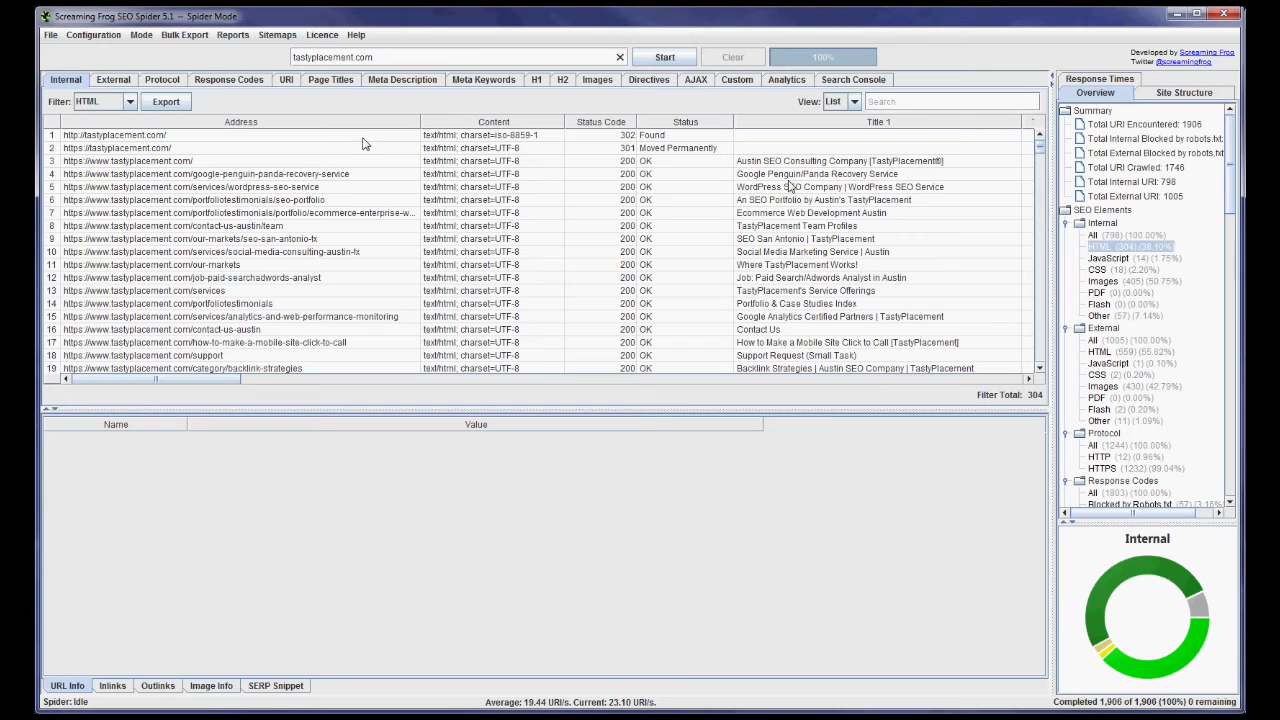 Screaming Frog SEO Spider 5.1 -- Spider Mode
File Configuration Mode Bulk Export Reports Sitemaps Licence Help
tastyplacement.com Start Clear 100%
Developed by Screaming Frog
Twitter @screamingfrog
Internal External Protocol Response Codes URI Page Titles Meta Description Meta Keywords H1 H2 Images Directives AJAX Custom Analytics Search Console
Filter: HTML Export View: List Search
Address Content Status Code Status Title 1
1 http://tastyplacement.com/ text/html; charset=iso-8859-1 302 Found
2 https://tastyplacement.com/ text/html; charset=UTF-8 301 Moved Permanently
3 https://www.tastyplacement.com/ text/html; charset=UTF-8 200 OK Austin SEO Consulting Company [TastyPlacement®]
4 https://www.tastyplacement.com/google-penguin-panda-recovery-service text/html; charset=UTF-8 200 OK Google Penguin/Panda Recovery Service
5 https://www.tastyplacement.com/services/wordpress-seo-service text/html; charset=UTF-8 200 OK WordPress SEO Company | WordPress SEO Service
6 https://www.tastyplacement.com/portfoliotestimonials/seo-portfolio text/html; charset=UTF-8 200 OK An SEO Portfolio by Austin's TastyPlacement
7 https://www.tastyplacement.com/portfoliotestimonials/portfolio/ecommerce-enterprise-w... text/html; charset=UTF-8 200 OK Ecommerce Web Development Austin
8 https://www.tastyplacement.com/contact-us-austin/team text/html; charset=UTF-8 200 OK TastyPlacement Team Profiles
9 https://www.tastyplacement.com/our-markets/seo-san-antonio-tx text/html; charset=UTF-8 200 OK SEO San Antonio | TastyPlacement
10 https://www.tastyplacement.com/services/social-media-consulting-austin-tx text/html; charset=UTF-8 200 OK Social Media Marketing Service | Austin
11 https://www.tastyplacement.com/our-markets text/html; charset=UTF-8 200 OK Where TastyPlacement Works!
12 https://www.tastyplacement.com/job-paid-searchadwords-analyst text/html; charset=UTF-8 200 OK Job: Paid Search/Adwords Analyst in Austin
13 https://www.tastyplacement.com/services text/html; charset=UTF-8 200 OK TastyPlacement's Service Offerings
14 https://www.tastyplacement.com/portfoliotestimonials text/html; charset=UTF-8 200 OK Portfolio & Case Studies Index
15 https://www.tastyplacement.com/services/analytics-and-web-performance-monitoring text/html; charset=UTF-8 200 OK Google Analytics Certified Partners | TastyPlacement
16 https://www.tastyplacement.com/contact-us-austin text/html; charset=UTF-8 200 OK Contact Us
17 https://www.tastyplacement.com/how-to-make-a-mobile-site-click-to-call text/html; charset=UTF-8 200 OK How to Make a Mobile Site Click to Call [TastyPlacement]
18 https://www.tastyplacement.com/support text/html; charset=UTF-8 200 OK Support Request (Small Task)
19 https://www.tastyplacement.com/category/backlink-strategies text/html; charset=UTF-8 200 OK Backlink Strategies | Austin SEO Company | TastyPlacement
Filter Total: 304
Name Value
URL Info Inlinks Outlinks Image Info SERP Snippet
Spider: Idle Average: 19.44 URI/s. Current: 23.10 URI/s. Completed 1,906 of 1,906 (100%) 0 remaining
Response Times
Overview Site Structure
Summary
Total URI Encountered: 1906
Total Internal Blocked by robots.txt:
Total External Blocked by robots.txt
Total URI Crawled: 1746
Total Internal URI: 798
Total External URI: 1005
SEO Elements
Internal
All (798) (100.00%)
HTML (304) (38.10%)
JavaScript (14) (1.75%)
CSS (18) (2.26%)
Images (405) (50.75%)
PDF (0) (0.00%)
Flash (0) (0.00%)
Other (57) (7.14%)
External
All (1005) (100.00%)
HTML (559) (55.62%)
JavaScript (1) (0.10%)
CSS (2) (0.20%)
Images (430) (42.79%)
PDF (0) (0.00%)
Flash (2) (0.20%)
Other (11) (1.09%)
Protocol
All (1244) (100.00%)
HTTP (12) (0.96%)
HTTPS (1232) (99.04%)
Response Codes
All (1803) (100.00%)
Blocked by Robots.txt (57) (3.16%
Internal